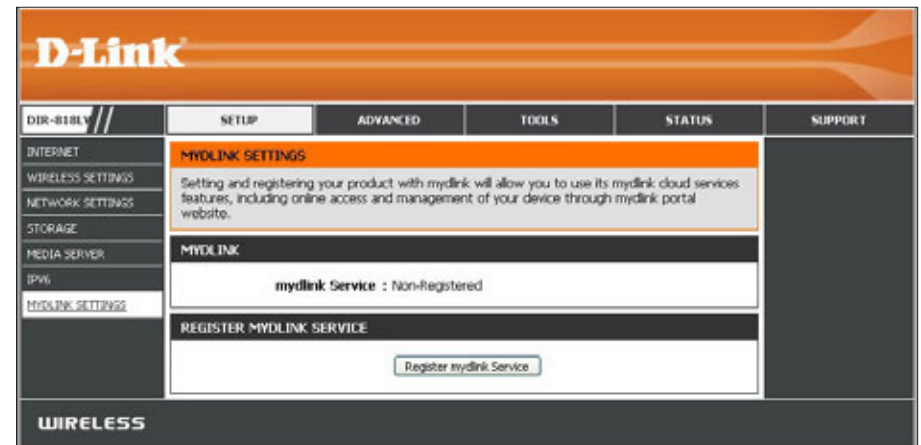 D-Link
DIR-818LW
SETUP
ADVANCED
TOOLS
STATUS
SUPPORT
INTERNET
WIRELESS SETTINGS
NETWORK SETTINGS
STORAGE
MEDIA SERVER
IPV6
MYDLINK SETTINGS
MYDLINK SETTINGS
Setting and registering your product with mydlink will allow you to use its mydlink cloud services
features, including online access and management of your device through mydlink portal
website.
MYDLINK
mydlink Service : Non-Registered
REGISTER MYDLINK SERVICE
Register mydlink Service
WIRELESS